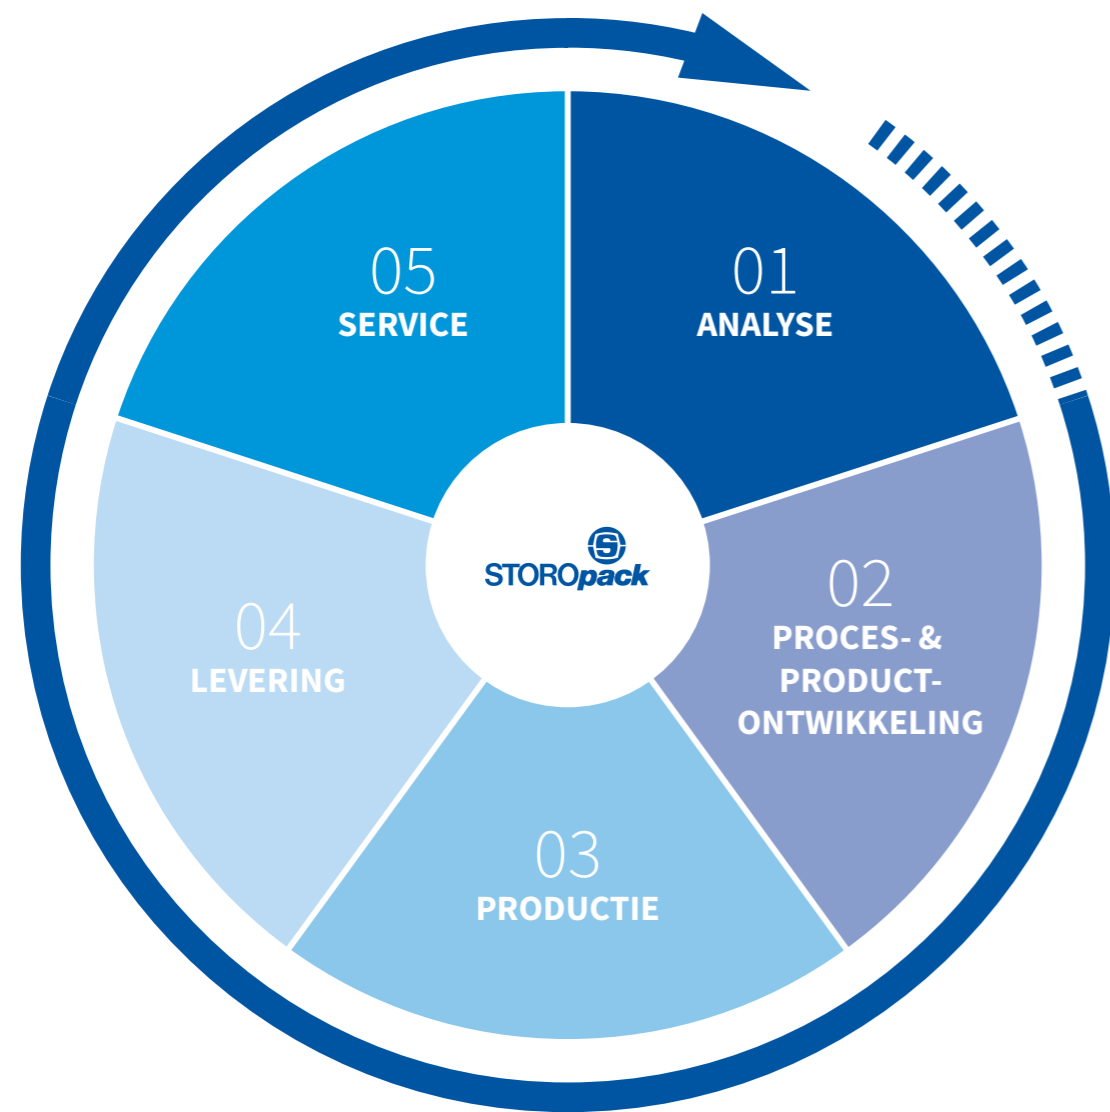 01
ANALYSE
02
PROCES- &
PRODUCT-
ONTWIKKELING
03
PRODUCTIE
04
LEVERING
05
SERVICE
S
STOROpack